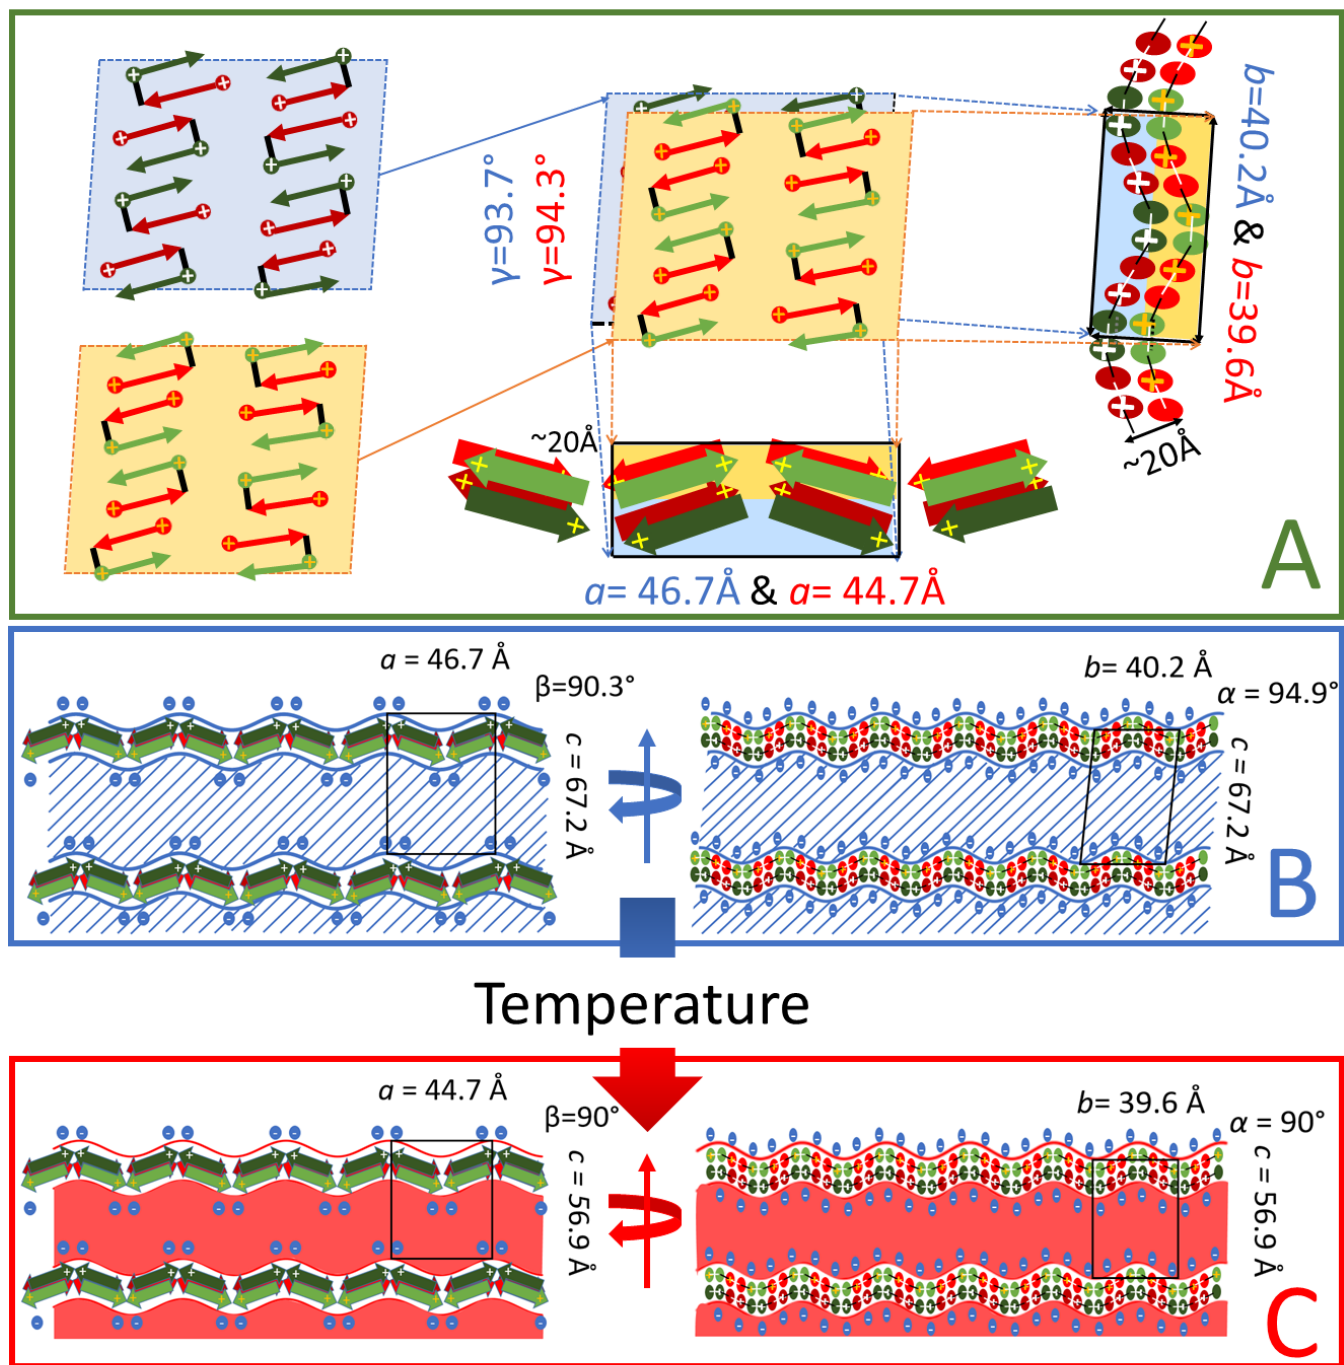 γ=93.7°
γ=94.3°
b=40.2Å & b=39.6Å
~20Å
~20Å
a= 46.7Å & a= 44.7Å
A
a = 46.7 Å
β=90.3°
c = 67.2 Å
b= 40.2 Å
α = 94.9°
c = 67.2 Å
B
Temperature
a = 44.7 Å
β=90°
c = 56.9 Å
b= 39.6 Å
α = 90°
c = 56.9 Å
C